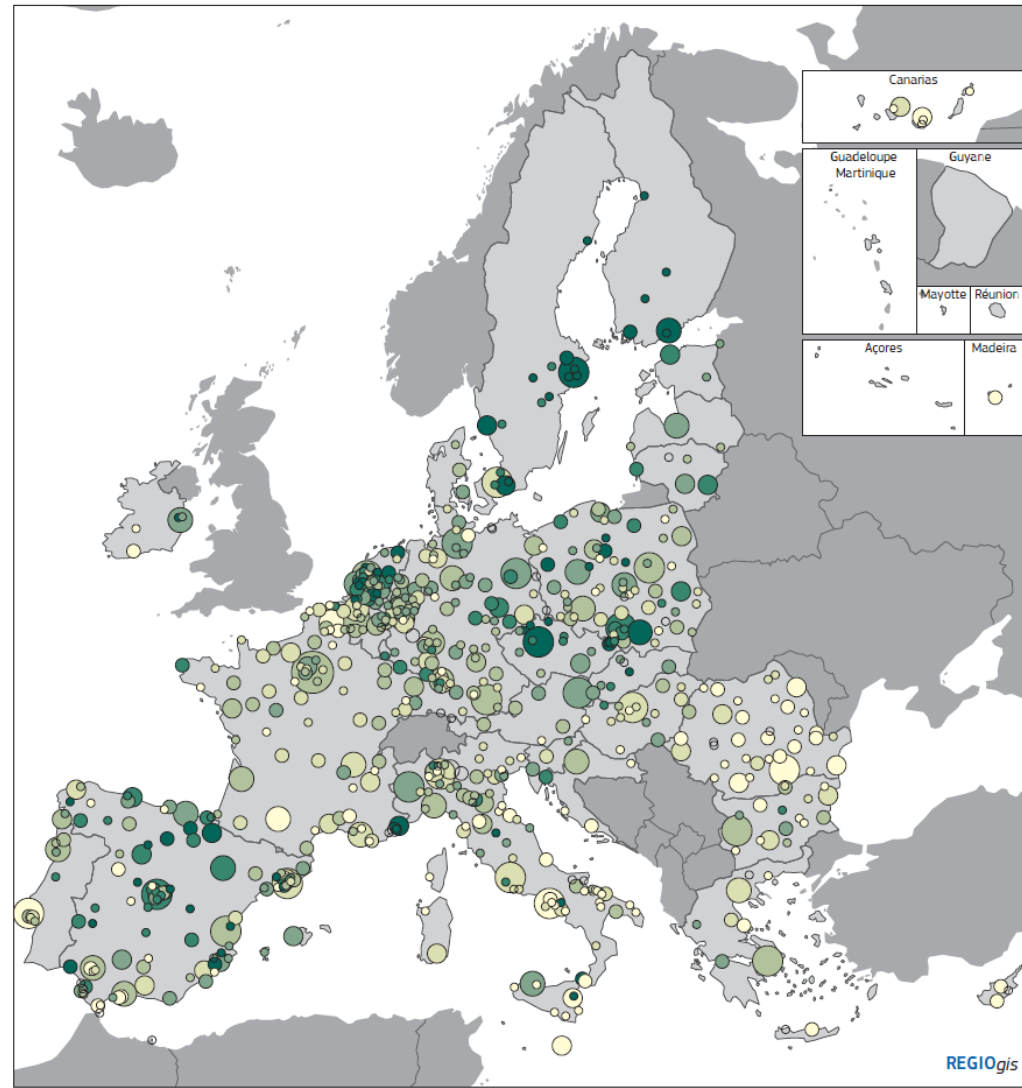 Canarias
Guadeloupe
Martinique
Guyane
Mayotte
Réunion
Açores
Madeira
REGIOgis